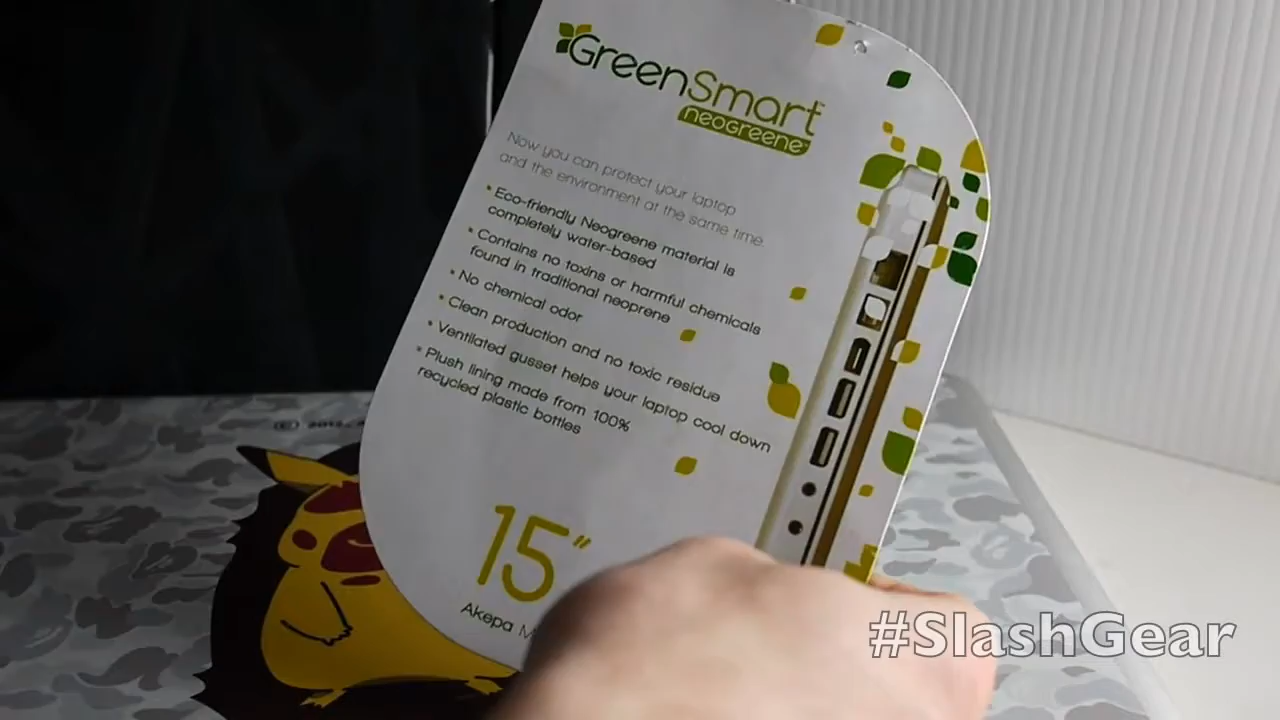 GreenSmart™
neogreene™
Now you can protect your laptop
and the environment at the same time.
• Eco-friendly Neogreene material is
completely water-based
• Contains no toxins or harmful chemicals
found in traditional neoprene
• No chemical odor
• Clean production and no toxic residue
• Ventilated gusset helps your laptop cool down
• Plush lining made from 100%
recycled plastic bottles
15"
Akepa
#SlashGear